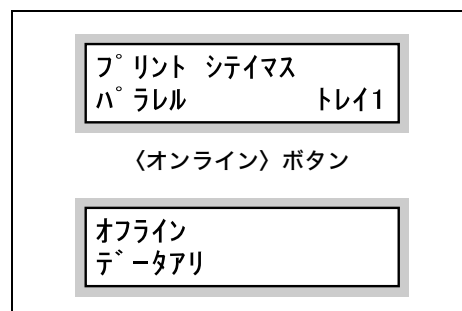 プリント シテイマス
パラレル トレイ1
〈オンライン〉ボタン
オフライン
データアリ